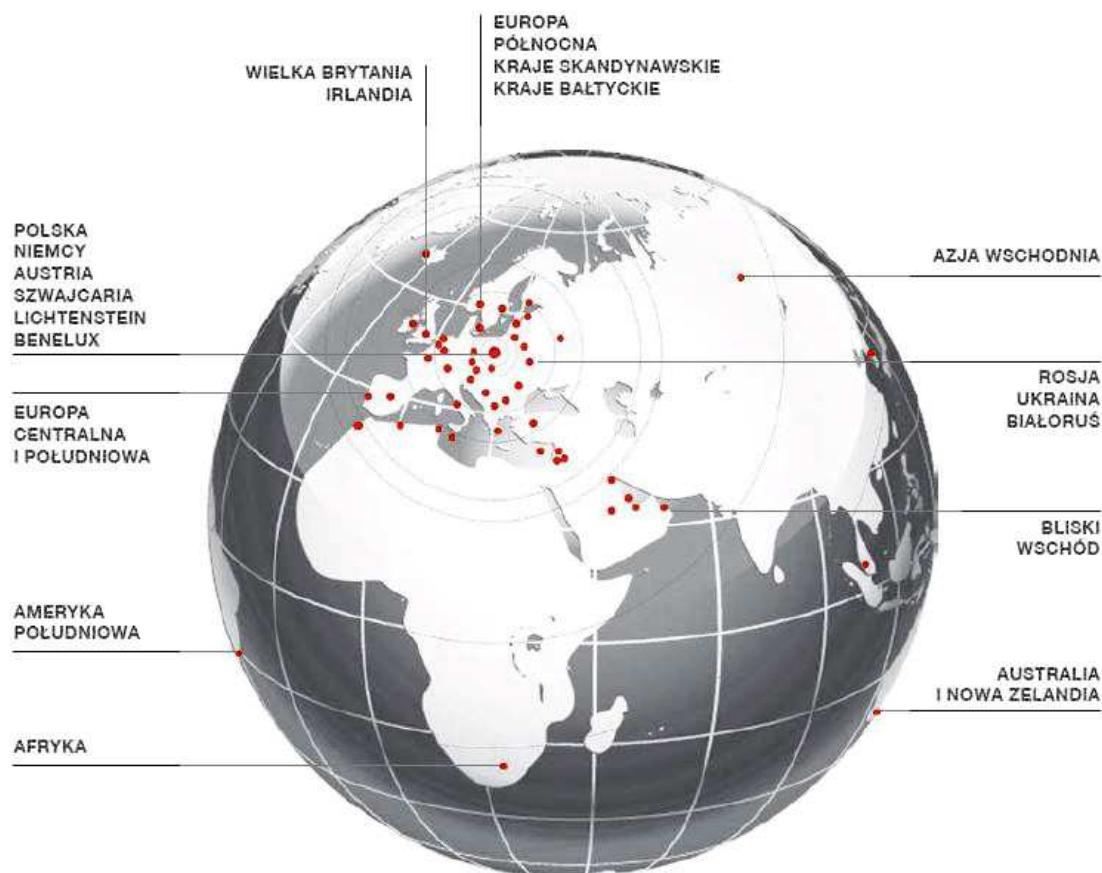 EUROPA
PÓŁNOCNA
KRAJE SKANDYNAWSKIE
KRAJE BAŁTYCKIE
WIELKA BRYTANIA
IRLANDIA
POLSKA
NIEMCY
AUSTRIA
SZWAJCARIA
LICHTENSTEIN
BENELUX
AZJA WSCHODNIA
ROSJA
UKRAINA
BIAŁORUŚ
EUROPA
CENTRALNA
I POŁUDNIOWA
BLISKI
WSCHÓD
AMERYKA
POŁUDNIOWA
AUSTRALIA
I NOWA ZELANDIA
AFRYKA